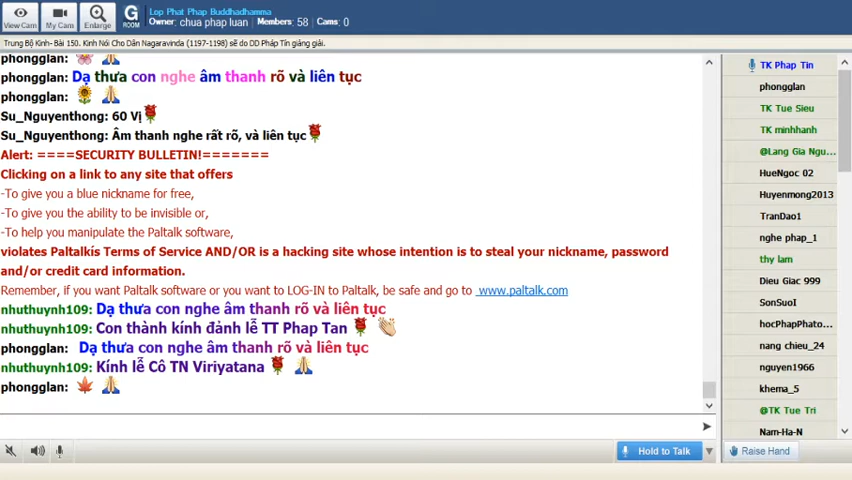 View Cam
My Cam
Enlarge
G
ROOM
Lop Phat Phap Buddhadhamma
Owner: chua phap luan Members: 58 Cams: 0
Trung Bộ Kinh- Bài 150. Kinh Nói Cho Dân Nagaravinda (1197-1198) sẽ do DD Pháp Tín giảng giải.
phongglan:
phongglan: Dạ thưa con nghe âm thanh rõ và liên tục
phongglan:
Su_Nguyenthong: 60 Vị
Su_Nguyenthong: Âm thanh nghe rất rõ, và liên tục
Alert: ====SECURITY BULLETIN!=======
Clicking on a link to any site that offers
-To give you a blue nickname for free,
-To give you the ability to be invisible or,
-To help you manipulate the Paltalk software,
violates Paltalkís Terms of Service AND/OR is a hacking site whose intention is to steal your nickname, password
and/or credit card information.
Remember, if you want Paltalk software or you want to LOG-IN to Paltalk, be safe and go to www.paltalk.com
nhuthuynh109: Dạ thưa con nghe âm thanh rõ và liên tục
nhuthuynh109: Con thành kính đảnh lễ TT Phap Tan
phongglan: Dạ thưa con nghe âm thanh rõ và liên tục
nhuthuynh109: Kính lễ Cô TN Viriyatana
phongglan:
Hold to Talk
TK Phap Tin
phongglan
TK Tue Sieu
TK minhhanh
@Lang Gia Ngu...
HueNgoc 02
Huyenmong2013
TranDao1
nghe phap_1
thy lam
Dieu Giac 999
SonSuoI
hocPhapPhato...
nang chieu_24
nguyen1966
khema_5
@TK Tue Tri
Nam-Ha-N
Raise Hand